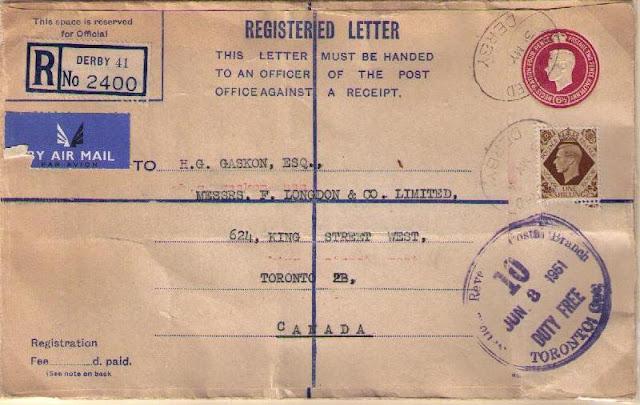 This space is reserved
for Official
REGISTERED LETTER
THIS LETTER MUST BE HANDED
TO AN OFFICER OF THE POST
OFFICE AGAINST A RECEIPT.
R
DERBY 41
No 2400
BY AIR MAIL
PAR AVION
DERBY
TO
H.G. GASKON, ESQ.,
MESSRS. F. LONGDON & CO. LIMITED,
624, KING STREET WEST,
TORONTO 2B,
CANADA
ONE
SHILLING
Postal Branch
10
JUN 8 1951
DUTY FREE
TORONTO
Registration
Fee d. paid.
(See note on back